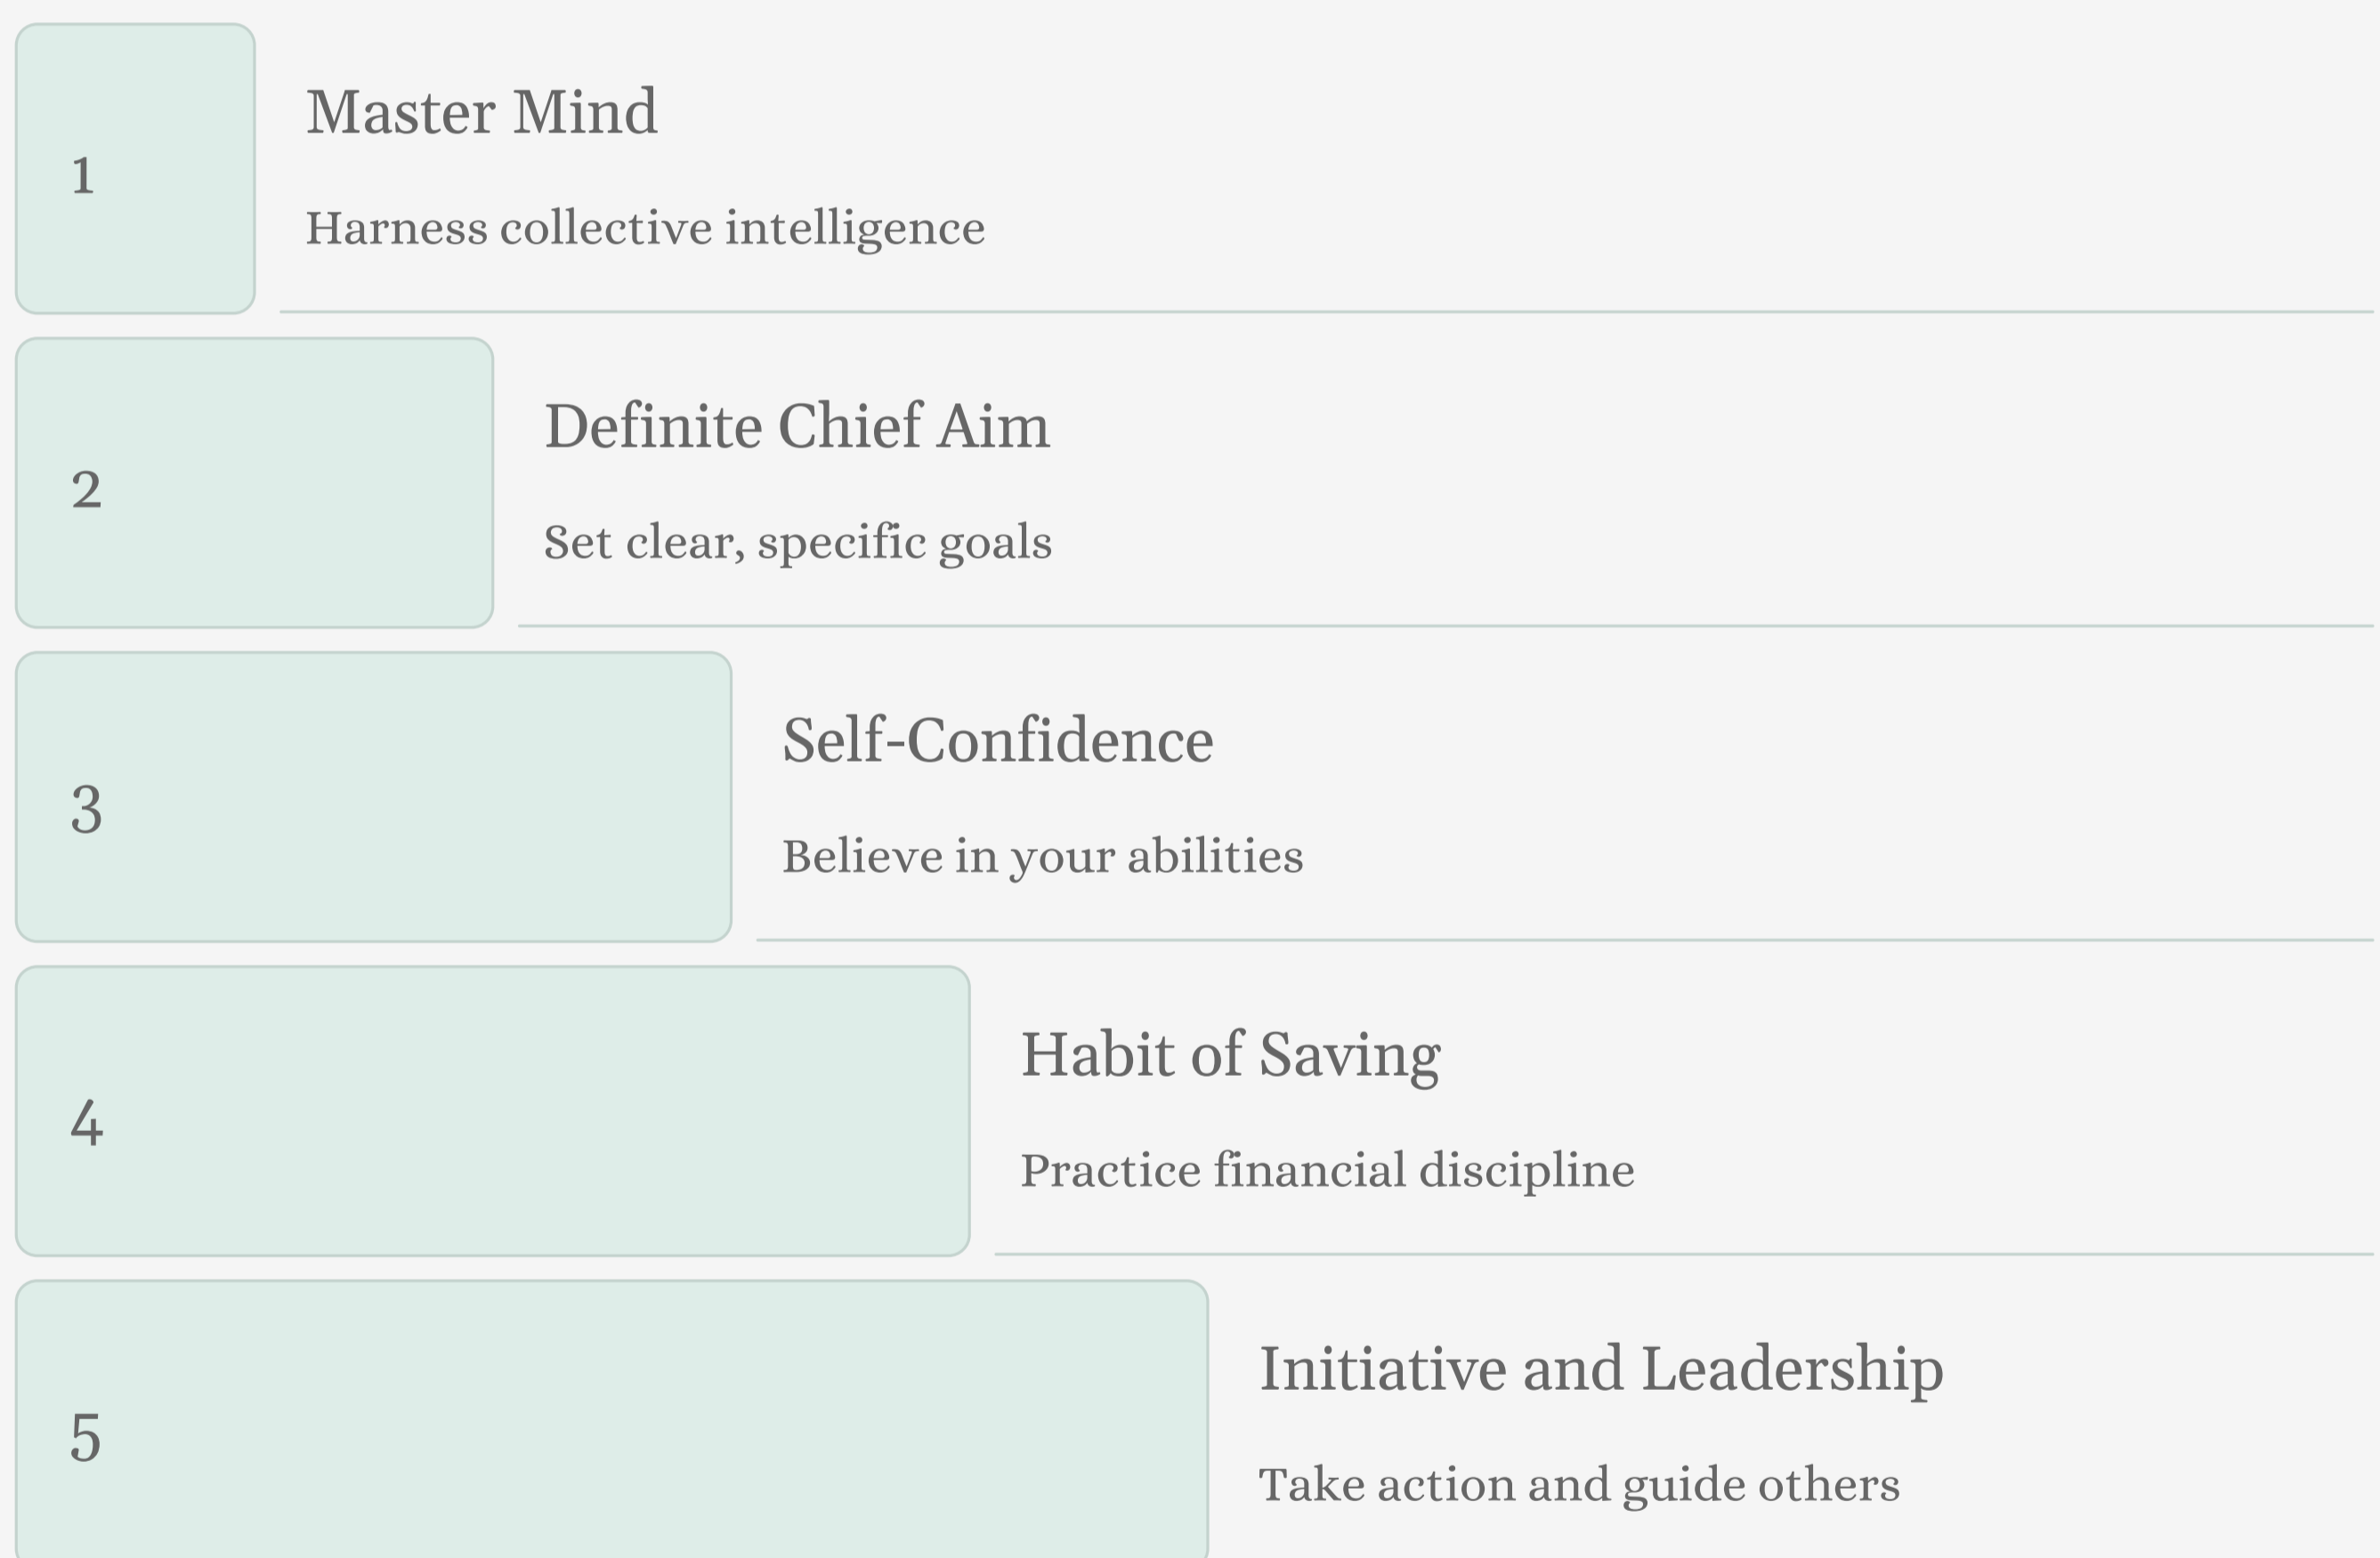 1
Master Mind
Harness collective intelligence
2
Definite Chief Aim
Set clear, specific goals
3
Self-Confidence
Believe in your abilities
4
Habit of Saving
Practice financial discipline
5
Initiative and Leadership
Take action and guide others